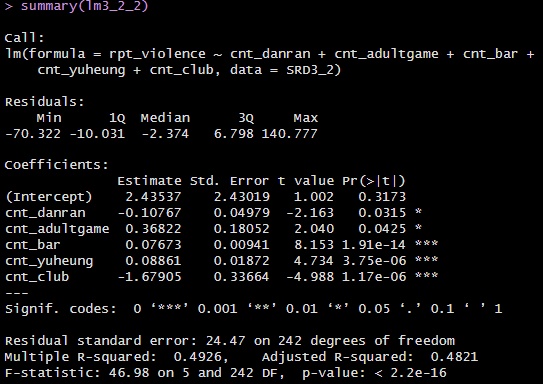 > summary(lm3_2_2)
Call:
lm(formula = rpt_violence ~ cnt_danran + cnt_adultgame + cnt_bar +
    cnt_yuheung + cnt_club, data = SRD3_2)
Residuals:
    Min      1Q  Median      3Q     Max
-70.322 -10.031  -2.374   6.798 140.777
Coefficients:
              Estimate Std. Error t value Pr(>|t|)
(Intercept)    2.43537    2.43019   1.002   0.3173
cnt_danran    -0.10767    0.04979  -2.163   0.0315 *
cnt_adultgame  0.36822    0.18052   2.040   0.0425 *
cnt_bar        0.07673    0.00941   8.153 1.91e-14 ***
cnt_yuheung    0.08861    0.01872   4.734 3.75e-06 ***
cnt_club      -1.67905    0.33664  -4.988 1.17e-06 ***
---
Signif. codes:  0 ‘***’ 0.001 ‘**’ 0.01 ‘*’ 0.05 ‘.’ 0.1 ‘ ’ 1
Residual standard error: 24.47 on 242 degrees of freedom
Multiple R-squared:  0.4926,    Adjusted R-squared:  0.4821
F-statistic: 46.98 on 5 and 242 DF,  p-value: < 2.2e-16